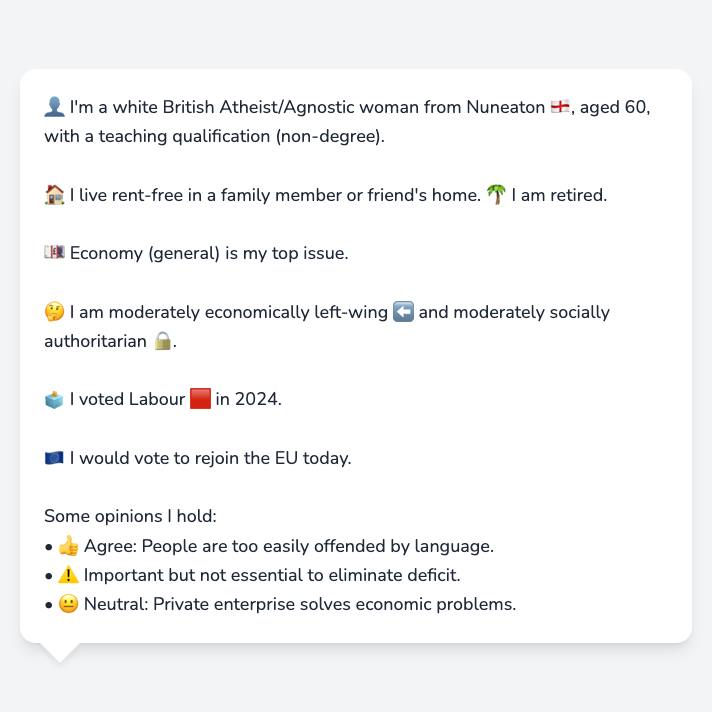 👤 I'm a white British Atheist/Agnostic woman from Nuneaton 🏴󠁧󠁢󠁥󠁮󠁧󠁿, aged 60,
with a teaching qualification (non-degree).
🏠 I live rent-free in a family member or friend's home. 🌴 I am retired.
💷 Economy (general) is my top issue.
🤔 I am moderately economically left-wing ⬅️ and moderately socially
authoritarian 🔒.
🗳️ I voted Labour 🟥 in 2024.
🇪🇺 I would vote to rejoin the EU today.
Some opinions I hold:
• 👍 Agree: People are too easily offended by language.
• ⚠️ Important but not essential to eliminate deficit.
• 😐 Neutral: Private enterprise solves economic problems.